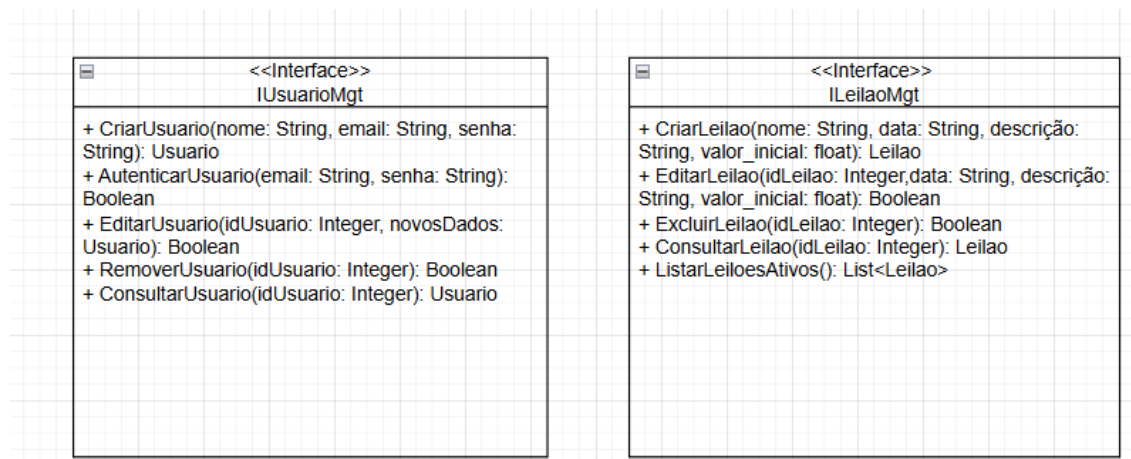 <<Interface>>
IUsuarioMgt
+ CriarUsuario(nome: String, email: String, senha:
String): Usuario
+ AutenticarUsuario(email: String, senha: String):
Boolean
+ EditarUsuario(idUsuario: Integer, novosDados:
Usuario): Boolean
+ RemoverUsuario(idUsuario: Integer): Boolean
+ ConsultarUsuario(idUsuario: Integer): Usuario
<<Interface>>
ILeilaoMgt
+ CriarLeilao(nome: String, data: String, descrição:
String, valor_inicial: float): Leilao
+ EditarLeilao(idLeilao: Integer,data: String, descrição:
String, valor_inicial: float): Boolean
+ ExcluirLeilao(idLeilao: Integer): Boolean
+ ConsultarLeilao(idLeilao: Integer): Leilao
+ ListarLeiloesAtivos(): List<Leilao>